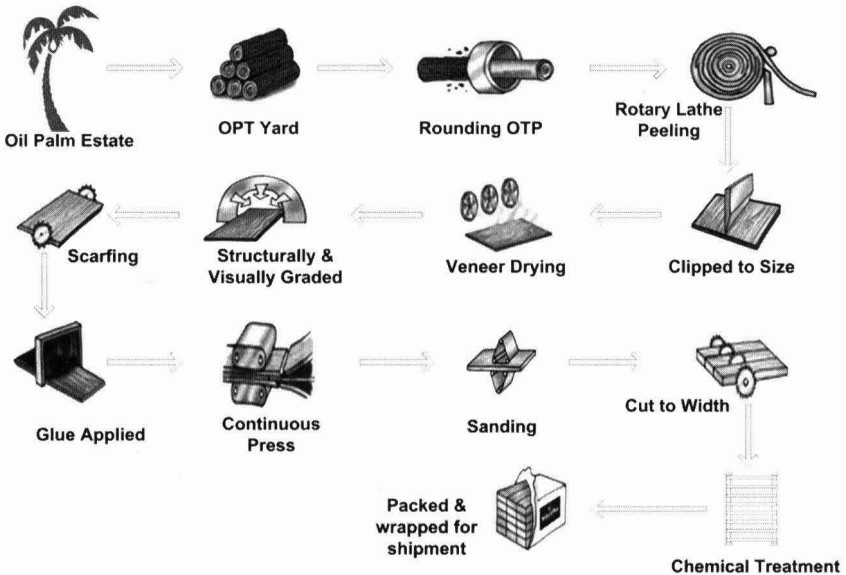 Oil Palm Estate
OPT Yard
Rounding OTP
Rotary Lathe
Peeling
Scarfing
Structurally &
Visually Graded
Veneer Drying
Clipped to Size
Glue Applied
Continuous
Press
Sanding
Cut to Width
Packed &
wrapped for
shipment
Chemical Treatment